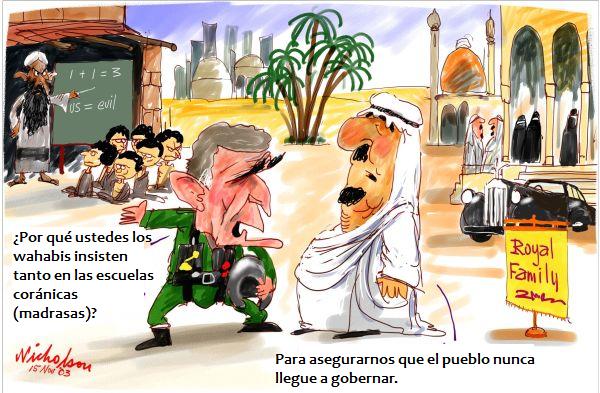 1 + 1 = 3
US = evil
¿Por qué ustedes los
wahabis insisten
tanto en las escuelas
coránicas
(madrasas)?
Para asegurarnos que el pueblo nunca
llegue a gobernar.
Royal
Family
Nicholson
15 Nov 03